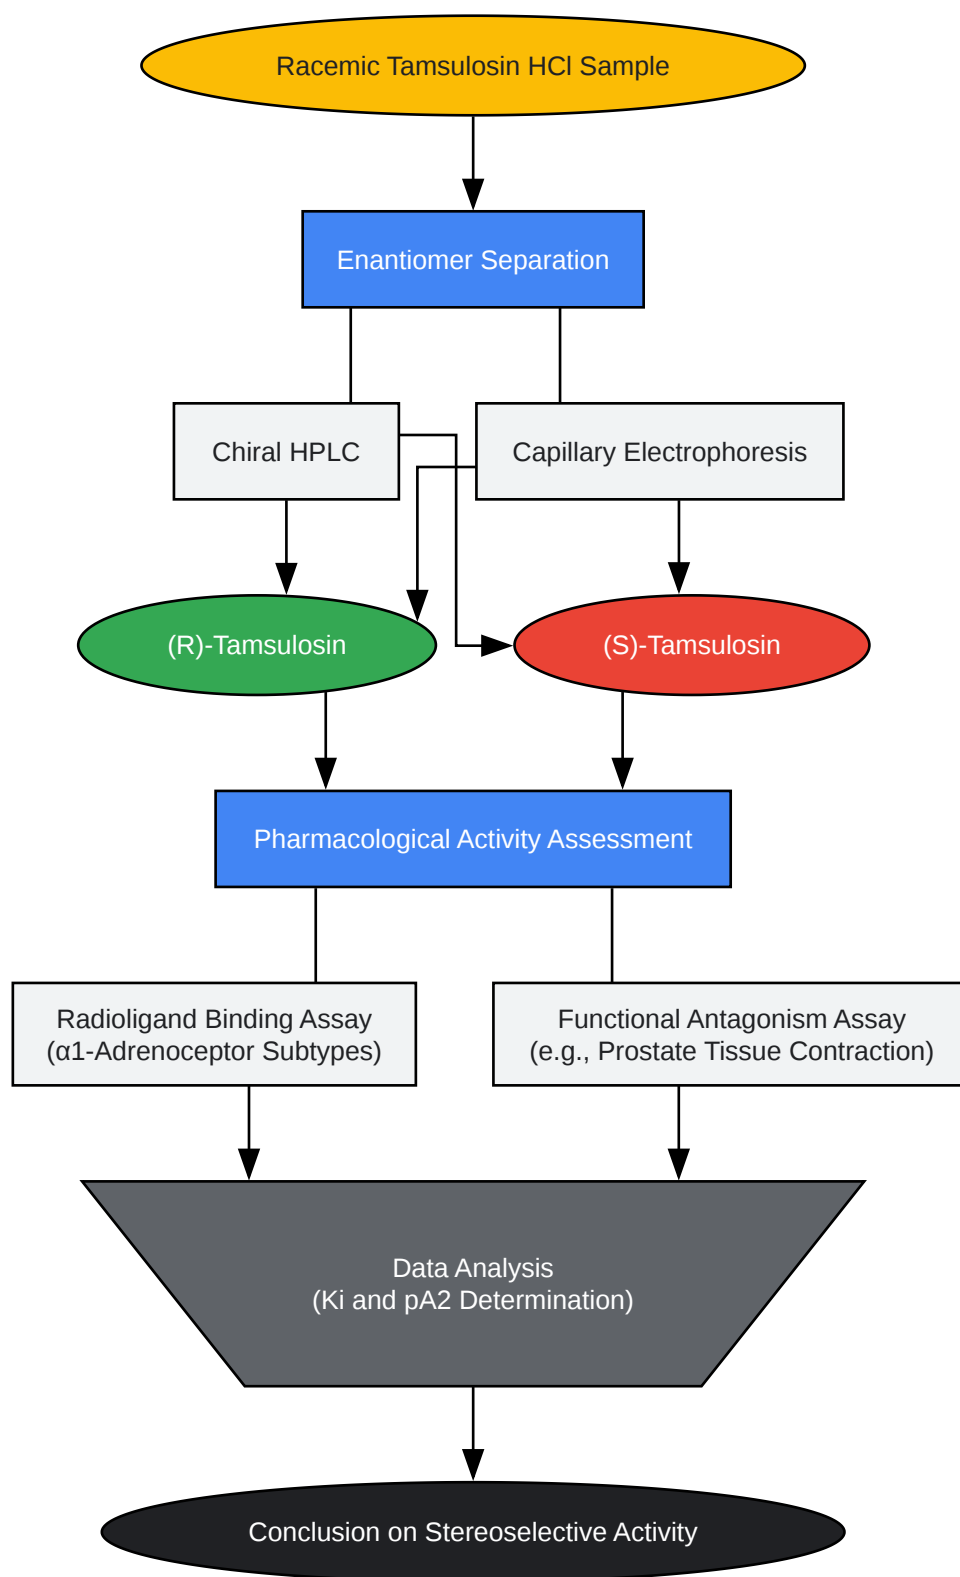 Racemic Tamsulosin HCl Sample
Enantiomer Separation
Chiral HPLC
Capillary Electrophoresis
(R)-Tamsulosin
(S)-Tamsulosin
Pharmacological Activity Assessment
Radioligand Binding Assay
(α1-Adrenoceptor Subtypes)
Functional Antagonism Assay
(e.g., Prostate Tissue Contraction)
Data Analysis
(Ki and pA2 Determination)
Conclusion on Stereoselective Activity